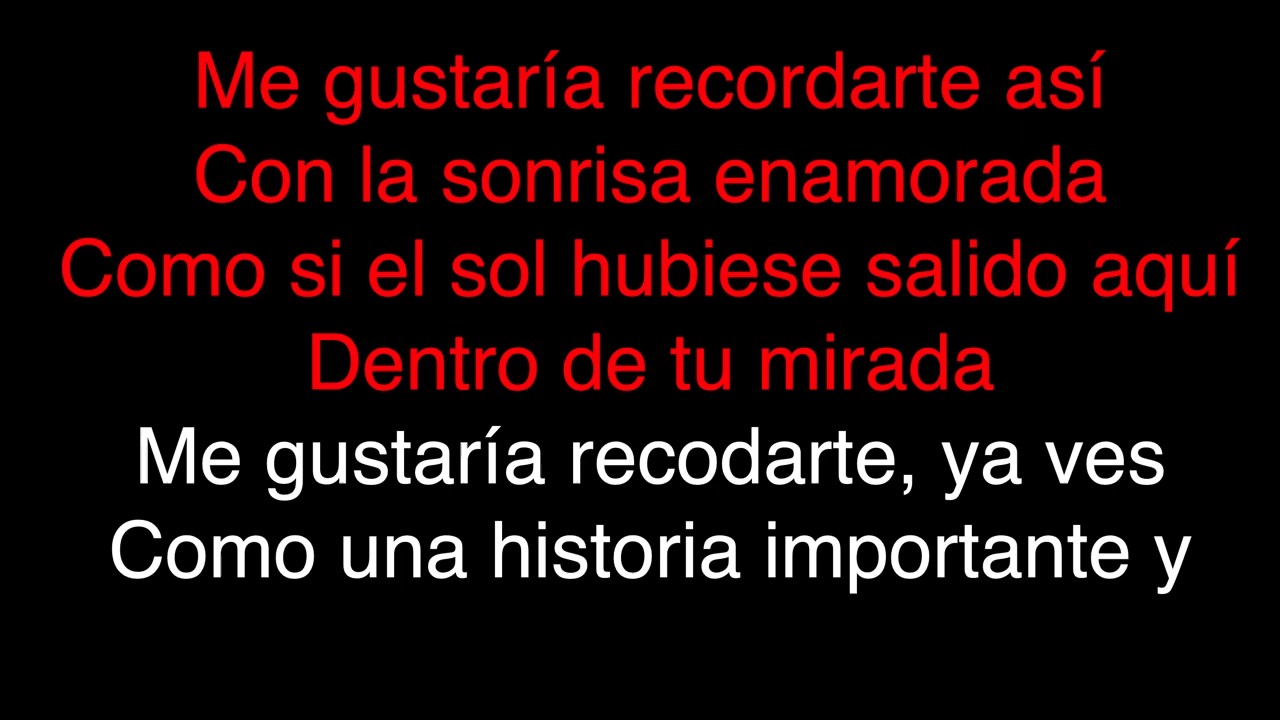 Me gustaría recordarte así
Con la sonrisa enamorada
Como si el sol hubiese salido aquí
Dentro de tu mirada
Me gustaría recodarte, ya ves
Como una historia importante y